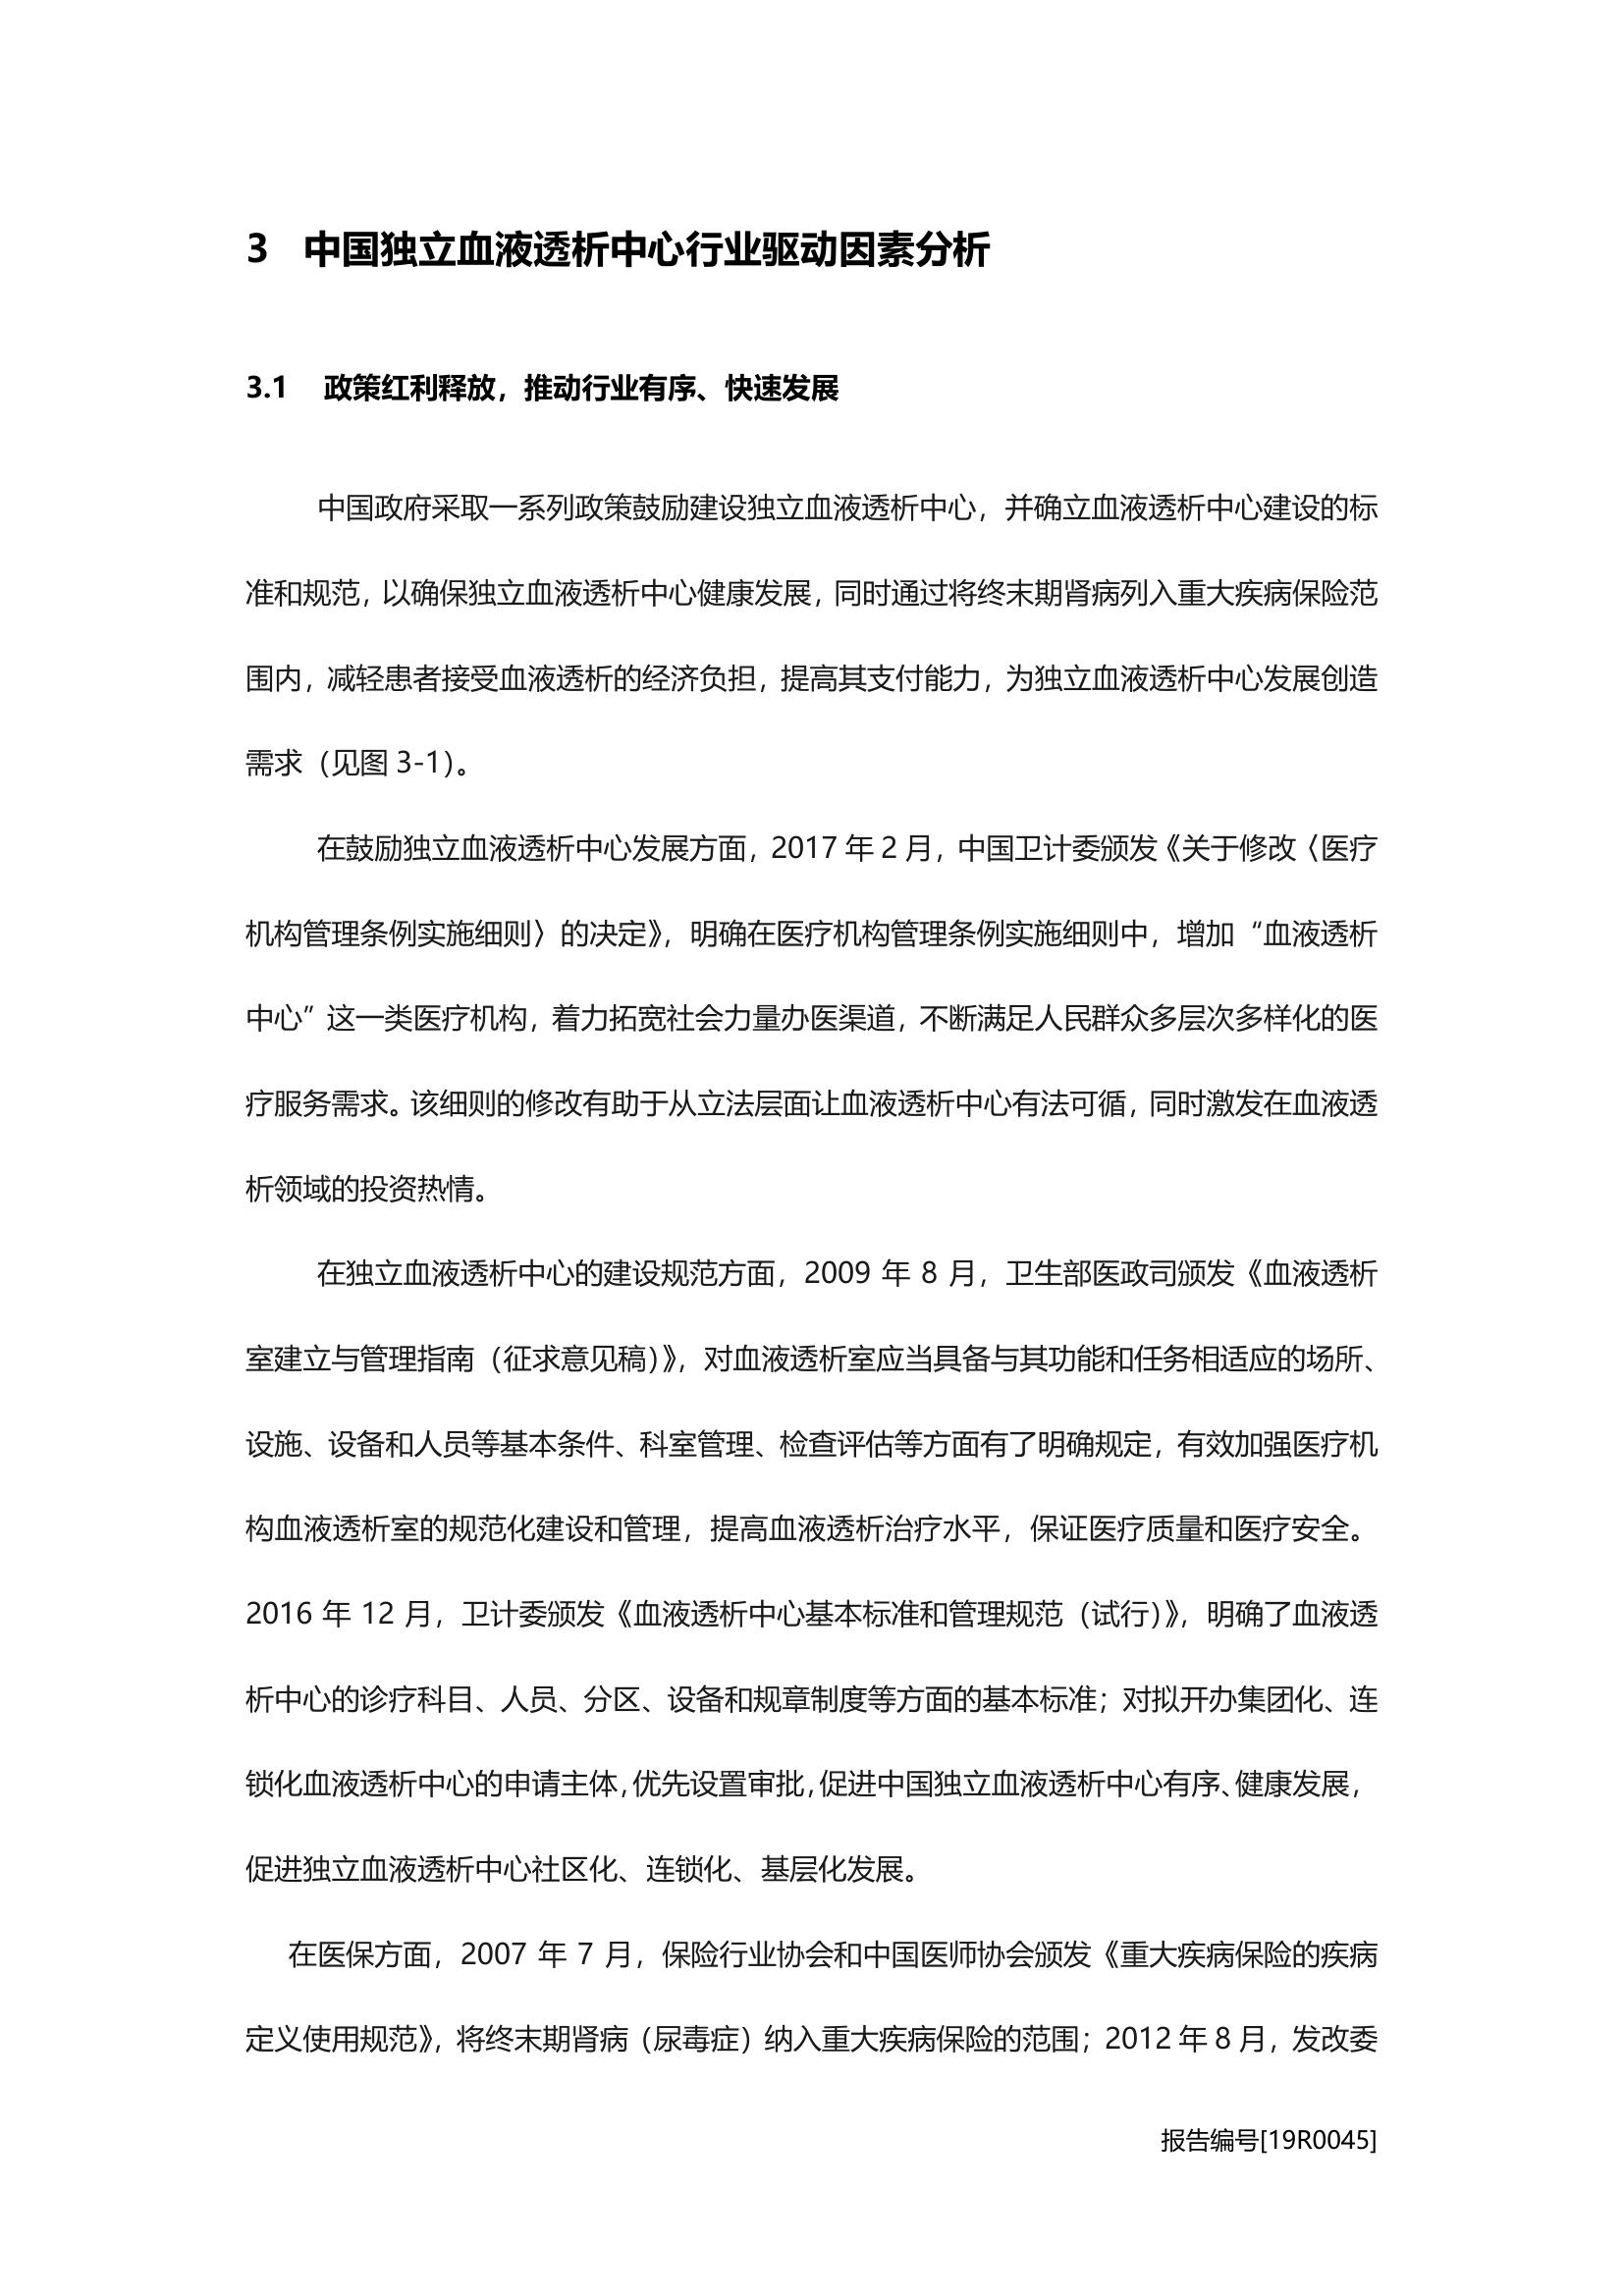 3 中国独立血液透析中心行业驱动因素分析
3.1 政策红利释放，推动行业有序、快速发展
中国政府采取一系列政策鼓励建设独立血液透析中心，并确立血液透析中心建设的标
准和规范，以确保独立血液透析中心健康发展，同时通过将终末期肾病列入重大疾病保险范
围内，减轻患者接受血液透析的经济负担，提高其支付能力，为独立血液透析中心发展创造
需求（见图 3-1）。
在鼓励独立血液透析中心发展方面，2017 年 2 月，中国卫计委颁发《关于修改〈医疗
机构管理条例实施细则〉的决定》，明确在医疗机构管理条例实施细则中，增加“血液透析
中心”这一类医疗机构，着力拓宽社会力量办医渠道，不断满足人民群众多层次多样化的医
疗服务需求。该细则的修改有助于从立法层面让血液透析中心有法可循，同时激发在血液透
析领域的投资热情。
在独立血液透析中心的建设规范方面，2009 年 8 月，卫生部医政司颁发《血液透析
室建立与管理指南（征求意见稿）》，对血液透析室应当具备与其功能和任务相适应的场所、
设施、设备和人员等基本条件、科室管理、检查评估等方面有了明确规定，有效加强医疗机
构血液透析室的规范化建设和管理，提高血液透析治疗水平，保证医疗质量和医疗安全。
2016 年 12 月，卫计委颁发《血液透析中心基本标准和管理规范（试行）》，明确了血液透
析中心的诊疗科目、人员、分区、设备和规章制度等方面的基本标准；对拟开办集团化、连
锁化血液透析中心的申请主体，优先设置审批，促进中国独立血液透析中心有序、健康发展，
促进独立血液透析中心社区化、连锁化、基层化发展。
在医保方面，2007 年 7 月，保险行业协会和中国医师协会颁发《重大疾病保险的疾病
定义使用规范》，将终末期肾病（尿毒症）纳入重大疾病保险的范围；2012 年 8 月，发改委
报告编号[19R0045]